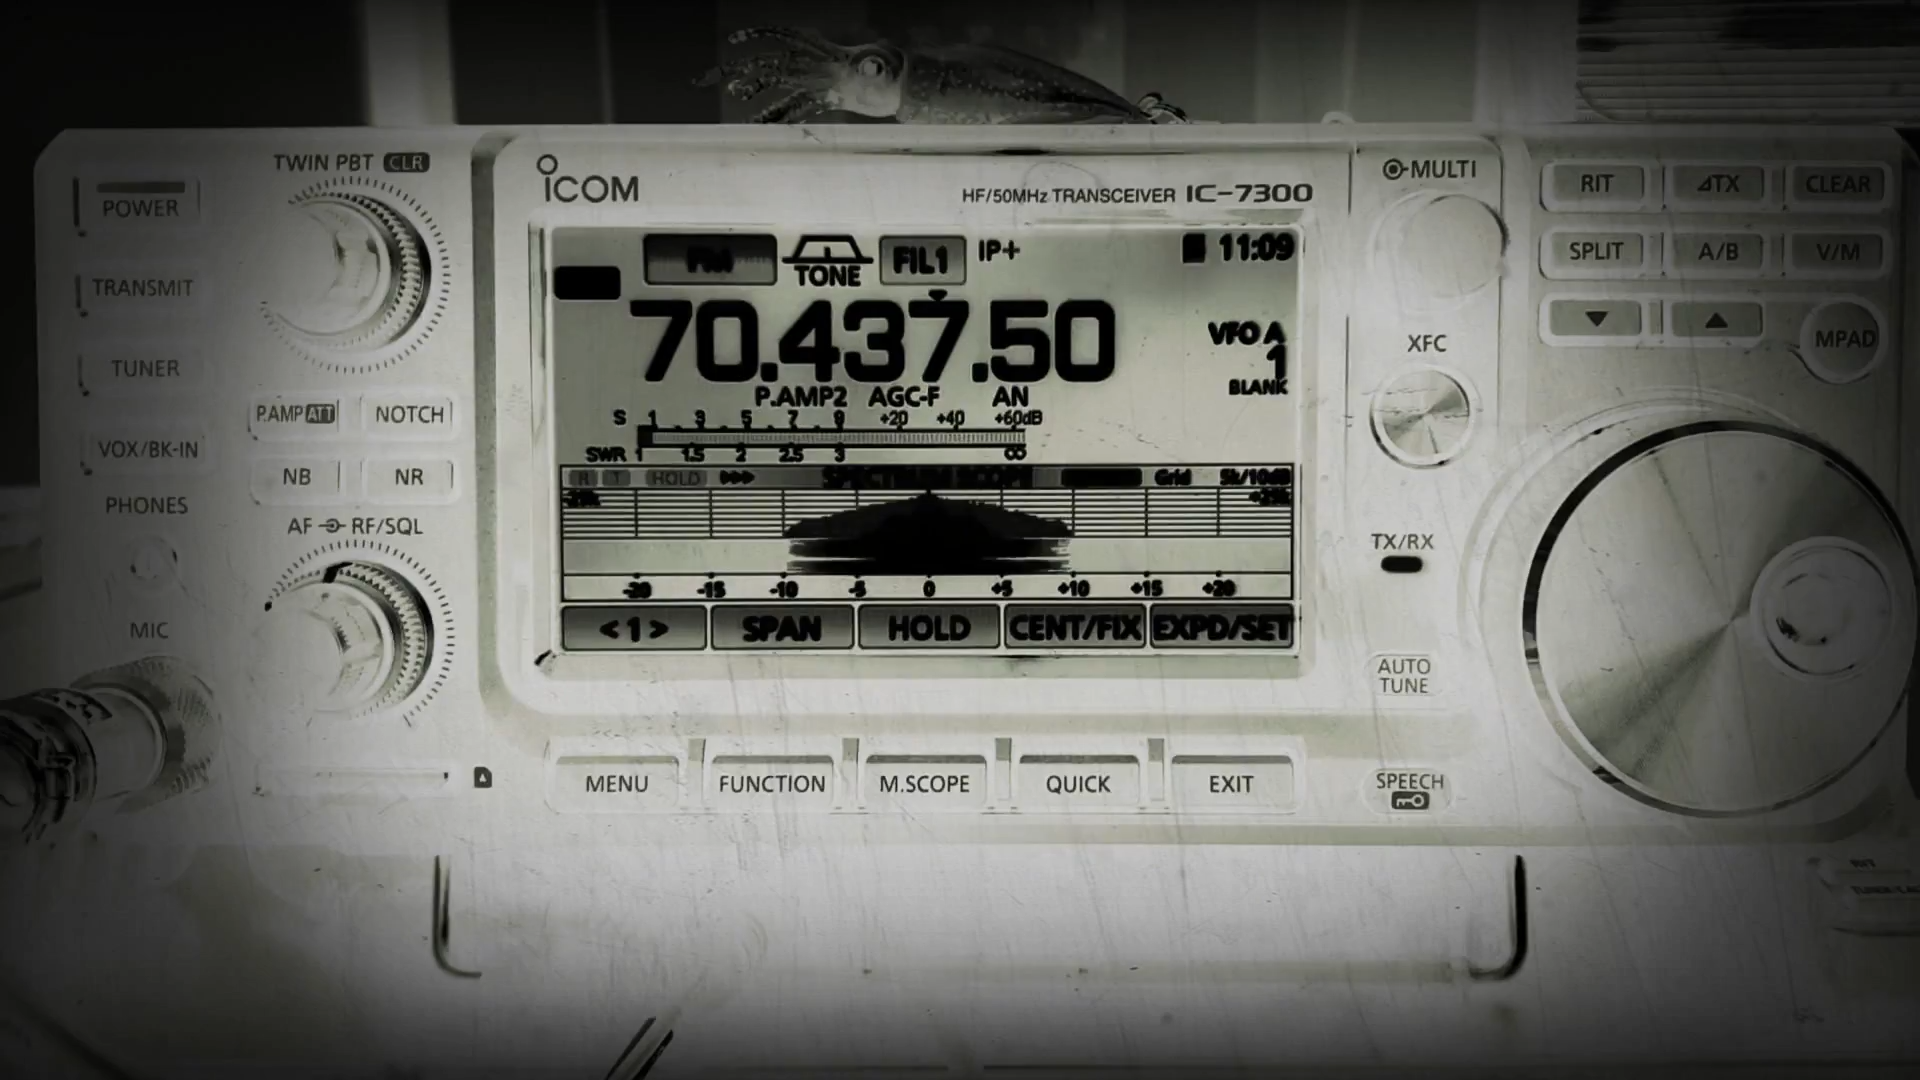 TWIN PBT CLR
POWER
TRANSMIT
TUNER
VOX/BK-IN
PHONES
MIC
P.AMP ATT
NOTCH
NB
NR
AF RF/SQL
ICOM
HF/50MHz TRANSCEIVER IC-7300
FM
TONE
FIL1
IP+
11:09
70.437.50
VFO A
1
BLANK
P.AMP2 AGC-F AN
S 1 3 5 7 9 +20 +40 +60dB
SWR 1 1.5 2 2.5 3 ∞
R T HOLD SPECTRUM SCOPE Grid 5k/10dB
-20 -15 -10 -5 0 +5 +10 +15 +20
<1> SPAN HOLD CENT/FIX EXPD/SET
MENU
FUNCTION
M.SCOPE
QUICK
EXIT
MULTI
XFC
TX/RX
AUTO
TUNE
SPEECH
RIT
⊿TX
CLEAR
SPLIT
A/B
V/M
MPAD